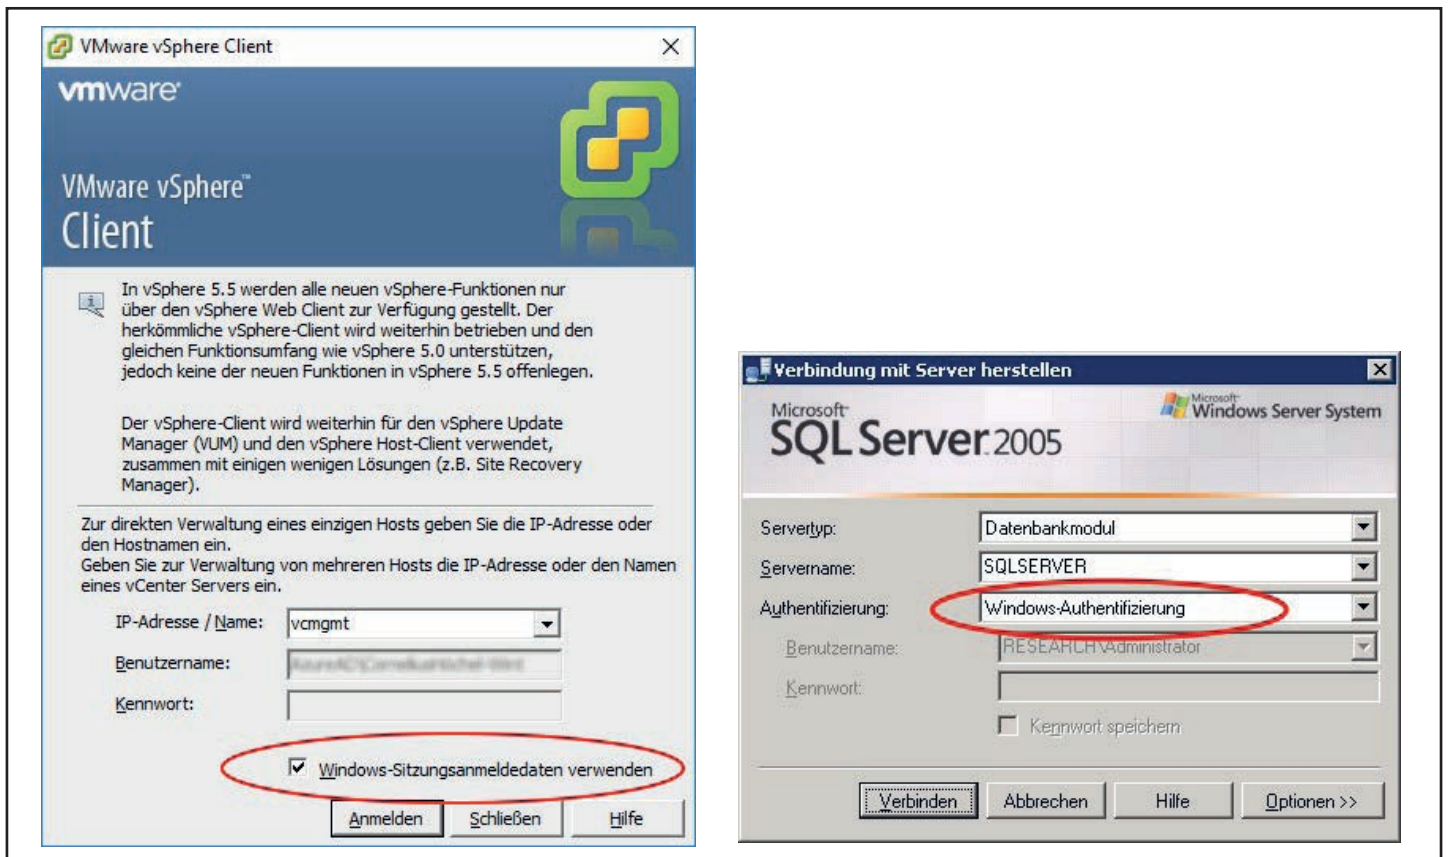 VMware vSphere Client
vmware
VMware vSphere™
Client
In vSphere 5.5 werden alle neuen vSphere-Funktionen nur
über den vSphere Web Client zur Verfügung gestellt. Der
herkömmliche vSphere-Client wird weiterhin betrieben und den
gleichen Funktionsumfang wie vSphere 5.0 unterstützen,
jedoch keine der neuen Funktionen in vSphere 5.5 offenlegen.
Der vSphere-Client wird weiterhin für den vSphere Update
Manager (VUM) und den vSphere Host-Client verwendet,
zusammen mit einigen wenigen Lösungen (z.B. Site Recovery
Manager).
Zur direkten Verwaltung eines einzigen Hosts geben Sie die IP-Adresse oder
den Hostnamen ein.
Geben Sie zur Verwaltung von mehreren Hosts die IP-Adresse oder den Namen
eines vCenter Servers ein.
IP-Adresse / Name: vcmgmt
Benutzername:
Kennwort:
Windows-Sitzungsanmeldedaten verwenden
Anmelden Schließen Hilfe
Verbindung mit Server herstellen
Microsoft
SQL Server 2005
Microsoft
Windows Server System
Servertyp: Datenbankmodul
Servername: SQLSERVER
Authentifizierung: Windows-Authentifizierung
Benutzername: RESEARCH\Administrator
Kennwort:
Kennwort speichern
Verbinden Abbrechen Hilfe Optionen >>